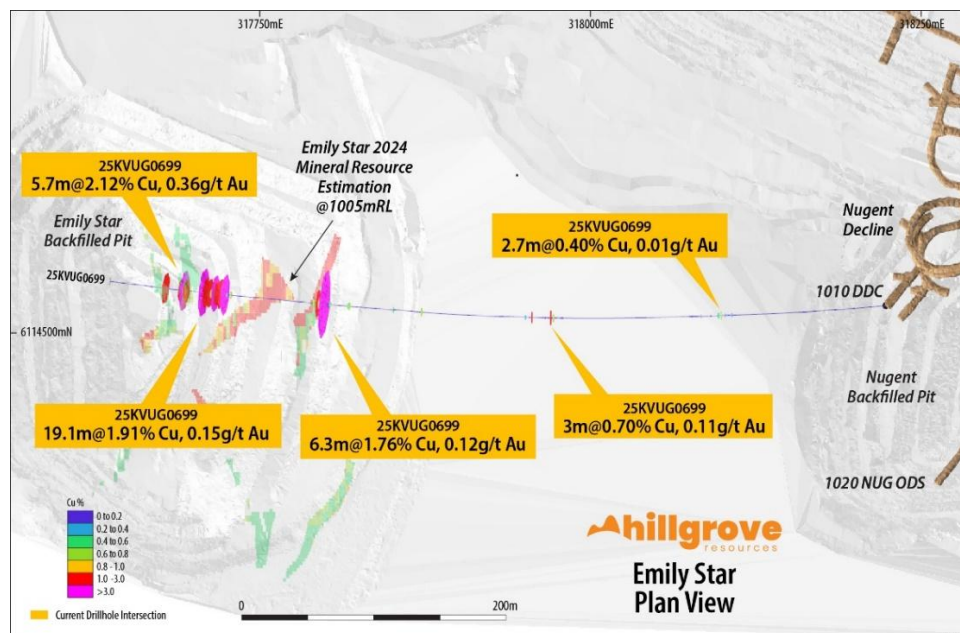 317750mE
318000mE
318250mE
25KVUG0699
5.7m@2.12% Cu, 0.36g/t Au
Emily Star 2024
Mineral Resource
Estimation
@1005mRL
Emily Star
Backfilled Pit
25KVUG0699
25KVUG0699
2.7m@0.40% Cu, 0.01g/t Au
Nugent
Decline
1010 DDC
6114500mN
Nugent
Backfilled Pit
25KVUG0699
19.1m@1.91% Cu, 0.15g/t Au
25KVUG0699
6.3m@1.76% Cu, 0.12g/t Au
25KVUG0699
3m@0.70% Cu, 0.11g/t Au
1020 NUG ODS
Cu %
0 to 0.2
0.2 to 0.4
0.4 to 0.6
0.6 to 0.8
0.8 - 1.0
1.0 -3.0
>3.0
Current Drillhole Intersection
0
200m
hillgrove
resources
Emily Star
Plan View